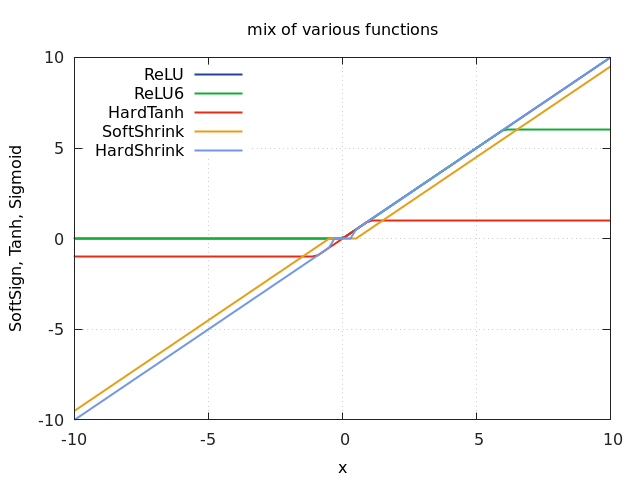 mix of various functions
ReLU
ReLU6
HardTanh
SoftShrink
HardShrink
SoftSign, Tanh, Sigmoid
10
5
0
-5
-10
-10 -5 0 5 10
x